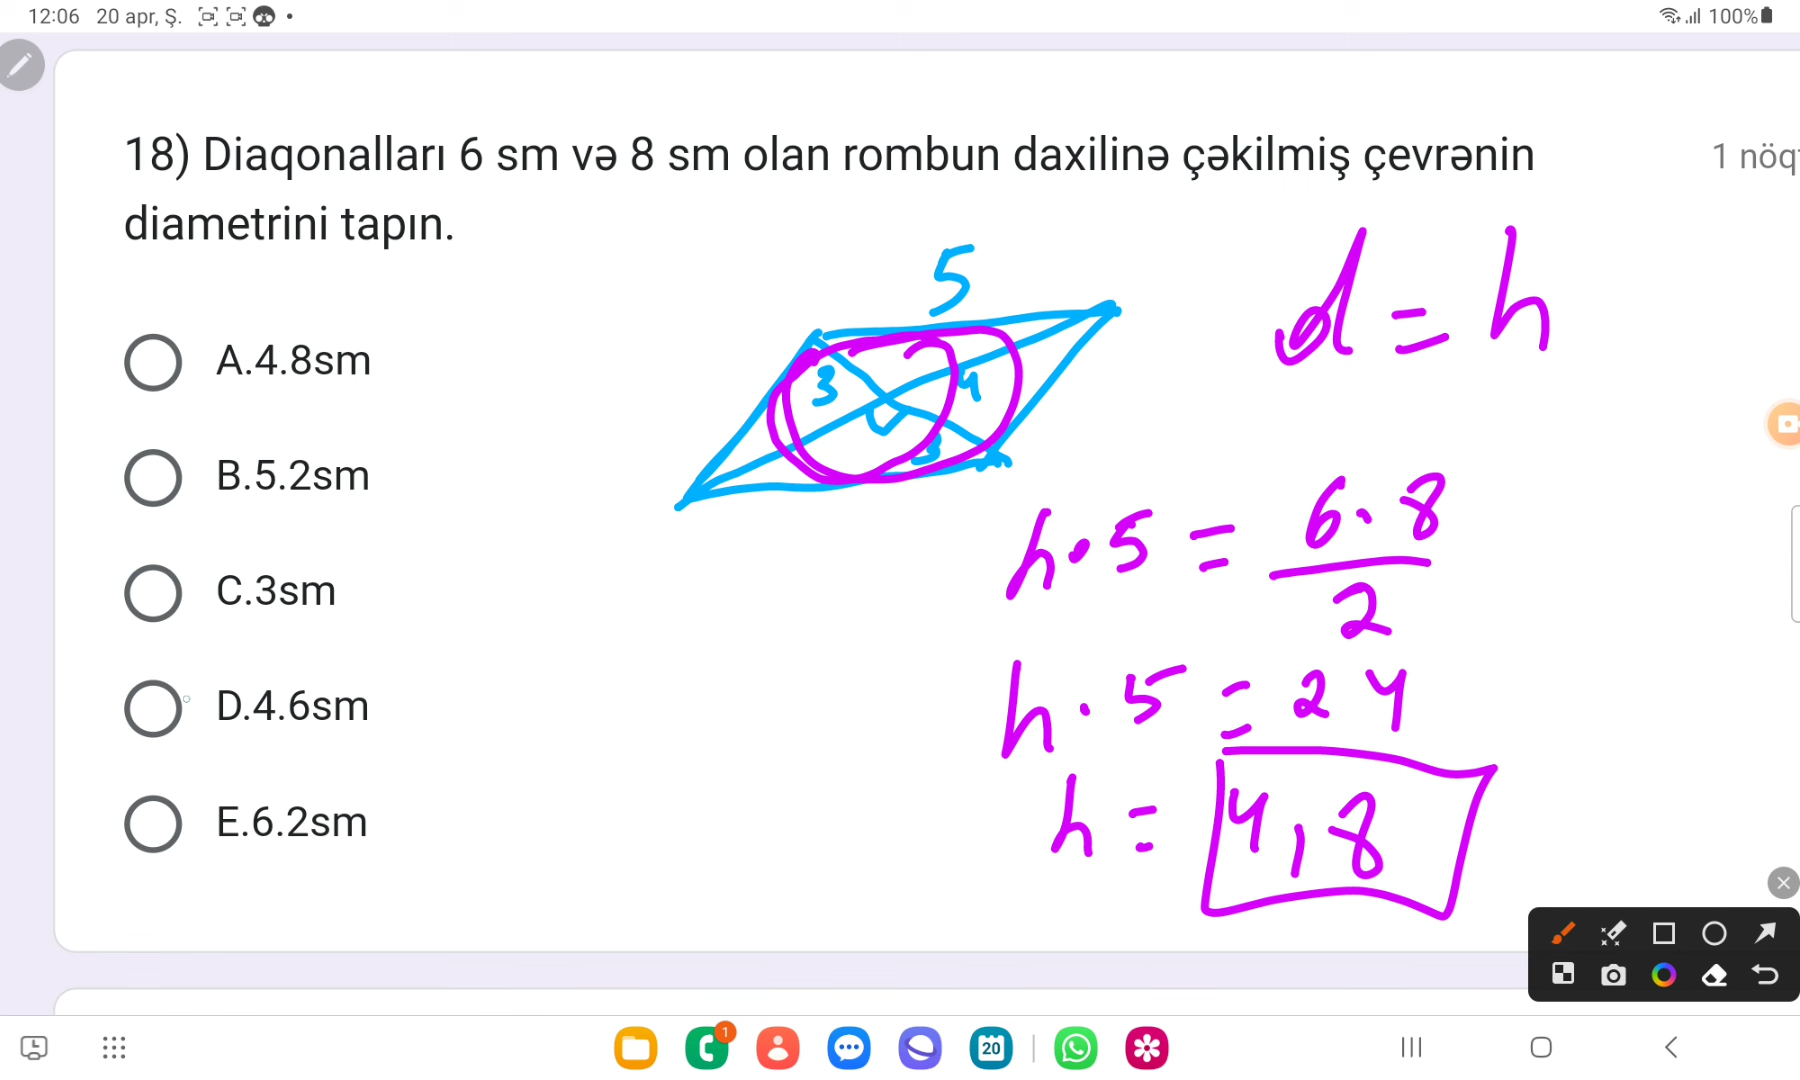 12:06 20 apr, Ş.
100%
18) Diaqonalları 6 sm və 8 sm olan rombun daxilinə çəkilmiş çevrənin
diametrini tapın.
1 nöqt
A.4.8sm
B.5.2sm
C.3sm
D.4.6sm
E.6.2sm
5
3
4
3
d = h
h · 5 = 6 · 8
2
h · 5 = 24
h = 4,8
1
20